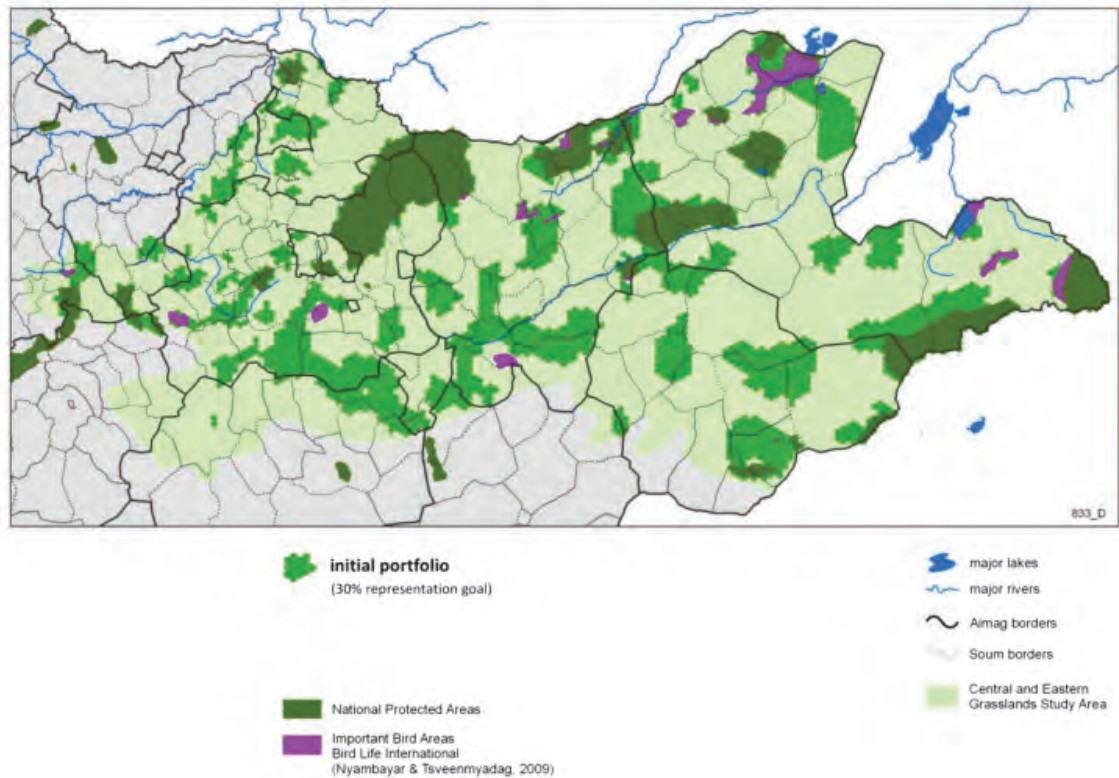 833_D
initial portfolio
(30% representation goal)
National Protected Areas
Important Bird Areas
Bird Life International
(Nyambayar & Tsveenmyadag, 2009)
major lakes
major rivers
Aimag borders
Soum borders
Central and Eastern
Grasslands Study Area